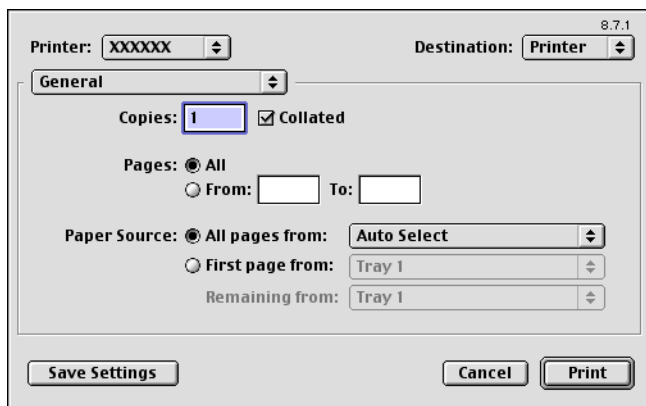 8.7.1
Printer: XXXXXX Destination: Printer
General
Copies: 1 Collated
Pages: All
From: To:
Paper Source: All pages from: Auto Select
First page from: Tray 1
Remaining from: Tray 1
Save Settings Cancel Print